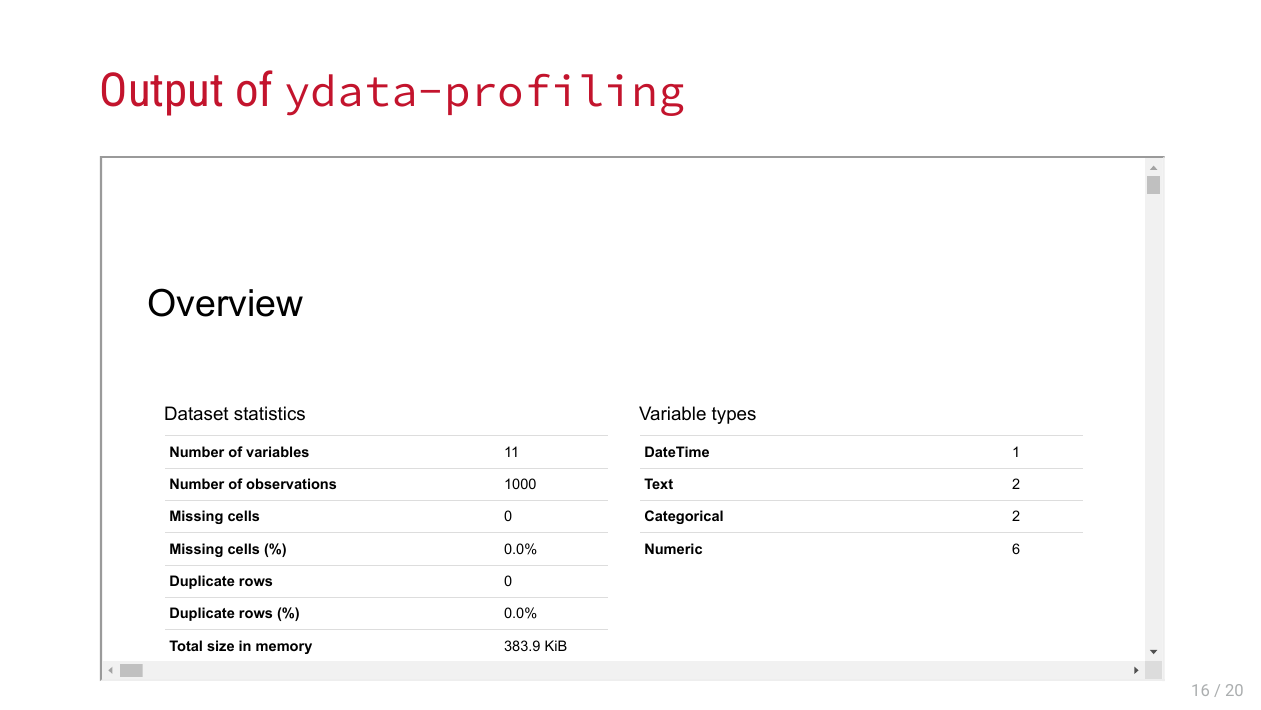 Output of ydata-profiling
Overview
Dataset statistics
Number of variables 11
Number of observations 1000
Missing cells 0
Missing cells (%) 0.0%
Duplicate rows 0
Duplicate rows (%) 0.0%
Total size in memory 383.9 KiB
Variable types
DateTime 1
Text 2
Categorical 2
Numeric 6
16 / 20